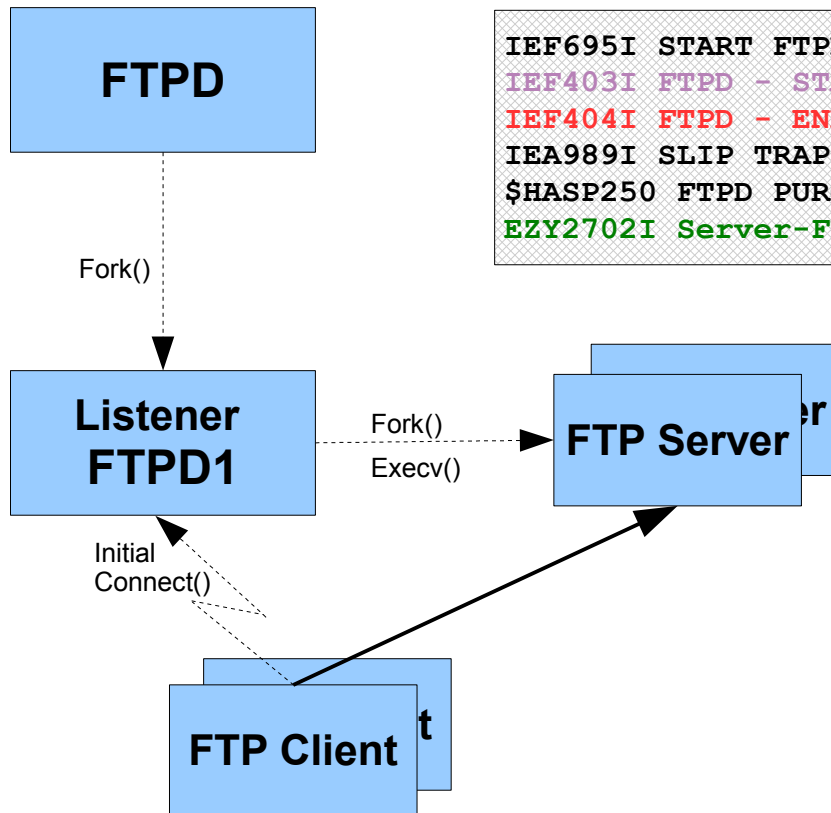 FTPD
IEF695I START FTP
IEF403I FTPD - ST
IEF404I FTPD - EN
IEA989I SLIP TRAP
$HASP250 FTPD PUR
EZY2702I Server-F
Fork()
Listener
FTPD1
Fork()
Execv()
FTP Server
er
Initial
Connect()
FTP Client
t